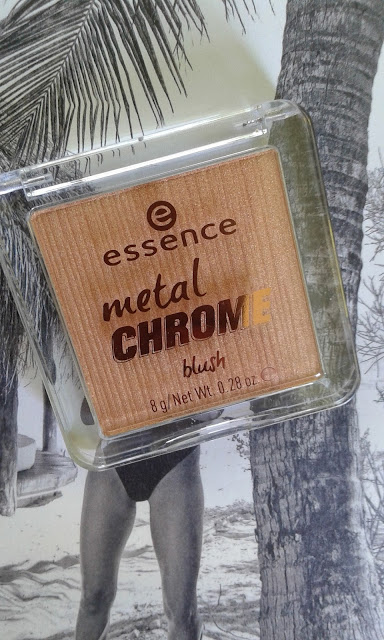 e
essence
metal
CHROME
blush
8 g/Net Wt. 0.28 oz ℮